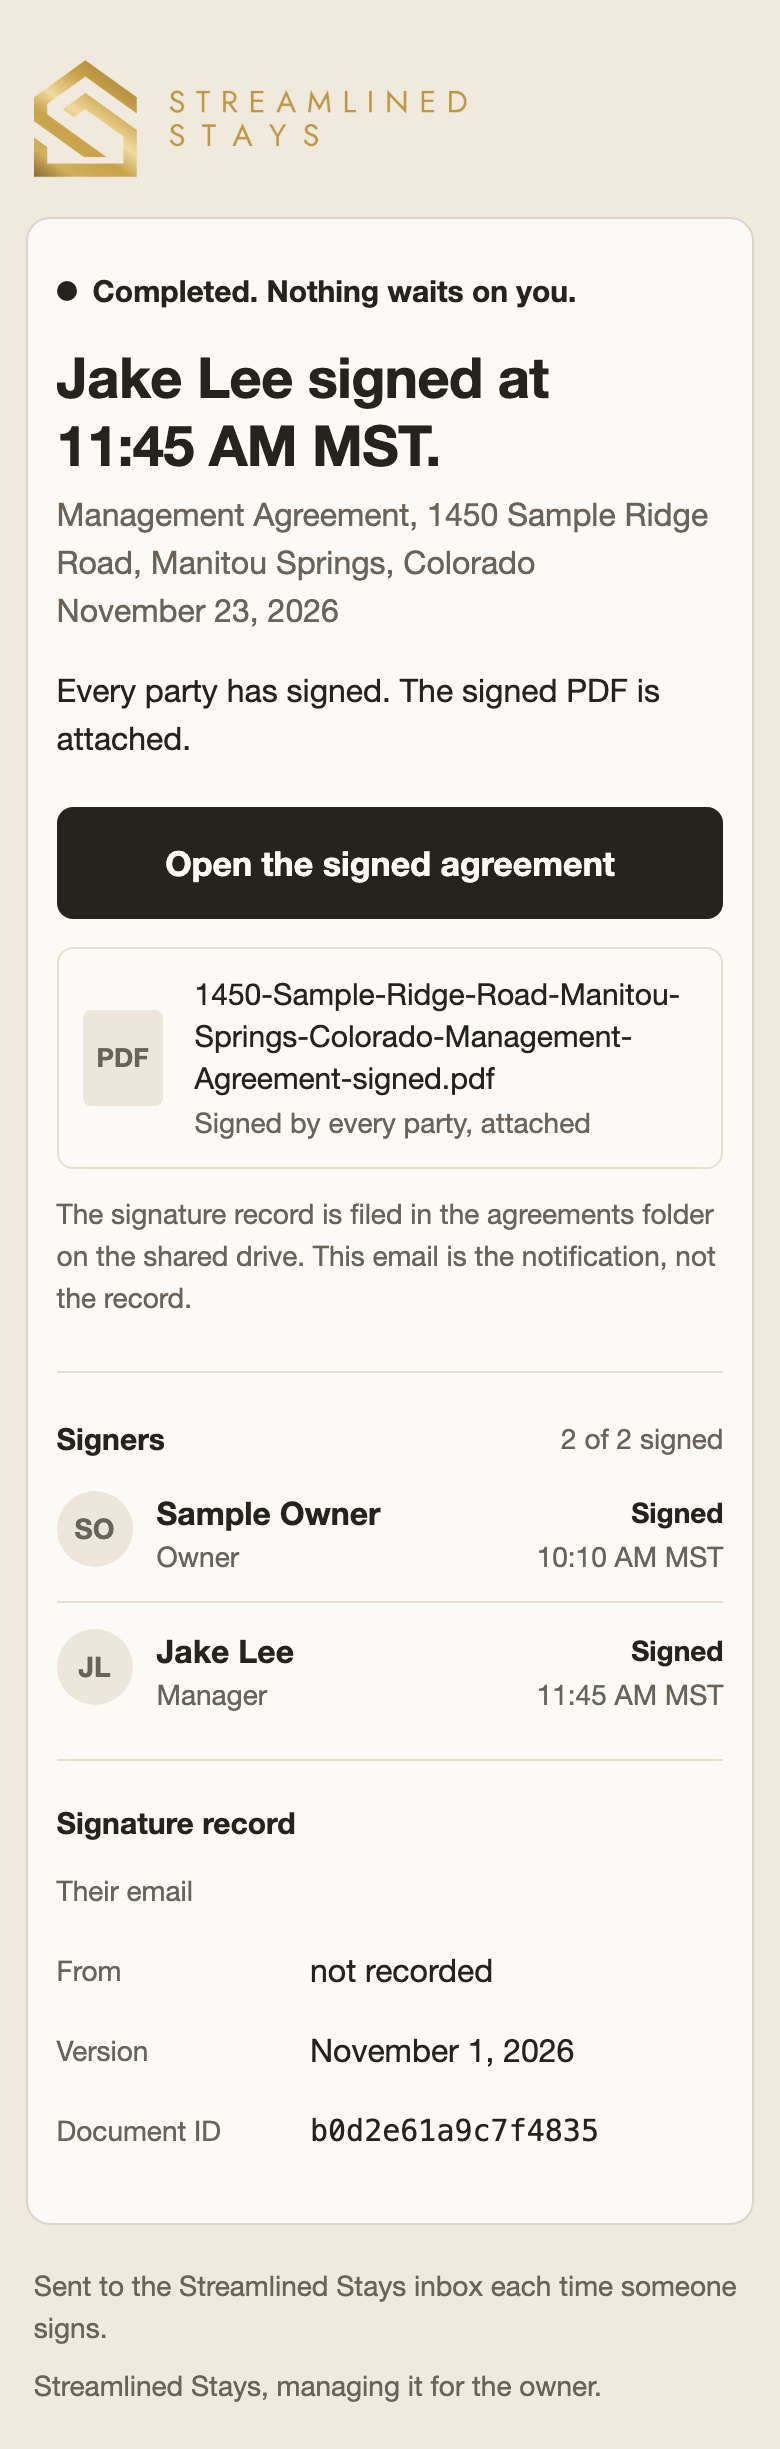 STREAMLINED
STAYS
Completed. Nothing waits on you.
Jake Lee signed at
11:45 AM MST.
Management Agreement, 1450 Sample Ridge
Road, Manitou Springs, Colorado
November 23, 2026
Every party has signed. The signed PDF is
attached.
Open the signed agreement
PDF
1450-Sample-Ridge-Road-Manitou-
Springs-Colorado-Management-
Agreement-signed.pdf
Signed by every party, attached
The signature record is filed in the agreements folder
on the shared drive. This email is the notification, not
the record.
Signers 2 of 2 signed
SO Sample Owner Signed
Owner 10:10 AM MST
JL Jake Lee Signed
Manager 11:45 AM MST
Signature record
Their email
From not recorded
Version November 1, 2026
Document ID b0d2e61a9c7f4835
Sent to the Streamlined Stays inbox each time someone
signs.
Streamlined Stays, managing it for the owner.